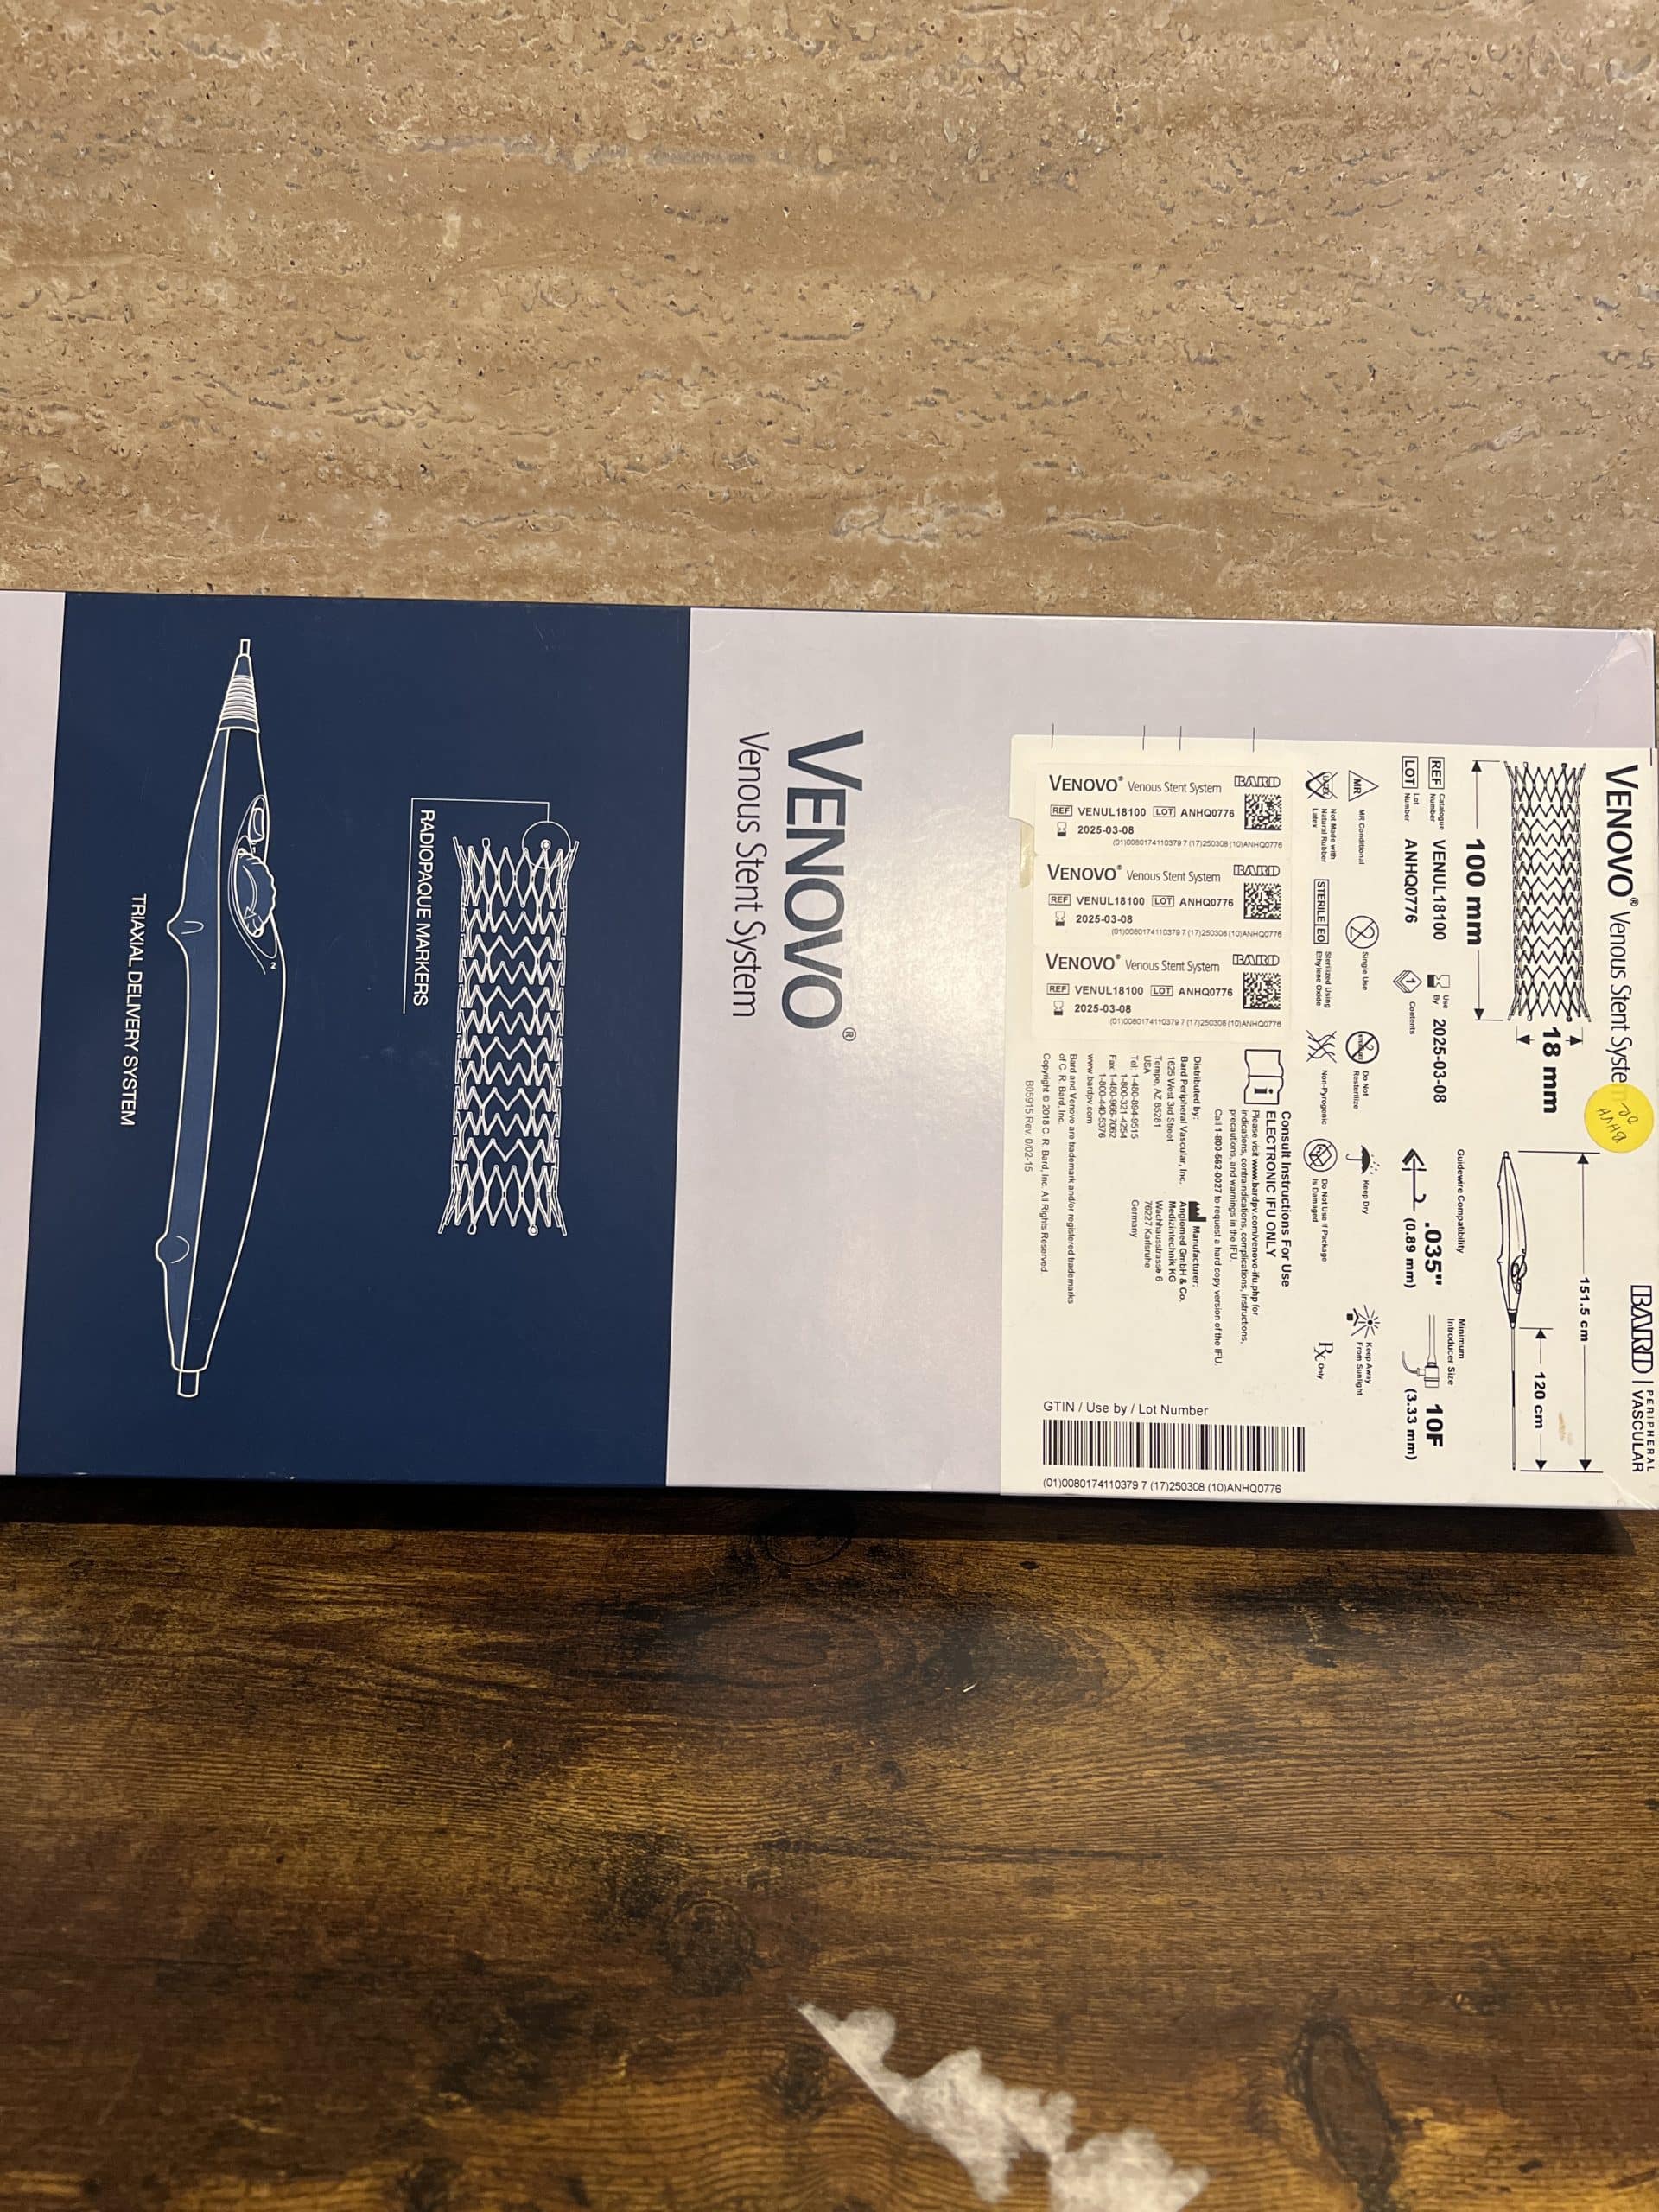 VENOVO® Venous Stent System
BARD | PERIPHERAL VASCULAR
18 mm
100 mm
151.5 cm
120 cm
REF Catalogue Number VENUL18100
Use By 2025-03-08
LOT Lot Number ANHQ0776
1 Contents
Guidewire Compatibility
.035"
(0.89 mm)
Minimum Introducer Size
10F
(3.33 mm)
MR
MR Conditional
Single Use
Do Not Resterilize
Keep Dry
Keep Away From Sunlight
LATEX
Not Made with Natural Rubber Latex
STERILE EO
Sterilized Using Ethylene Oxide
Non-Pyrogenic
Do Not Use If Package Is Damaged
Rx Only
BARD
VENOVO® Venous Stent System
REF VENUL18100 LOT ANHQ0776
2025-03-08
(01)0080174110379 7 (17)250308 (10)ANHQ0776
BARD
VENOVO® Venous Stent System
REF VENUL18100 LOT ANHQ0776
2025-03-08
(01)0080174110379 7 (17)250308 (10)ANHQ0776
BARD
VENOVO® Venous Stent System
REF VENUL18100 LOT ANHQ0776
2025-03-08
(01)0080174110379 7 (17)250308 (10)ANHQ0776
Consult Instructions For Use
ELECTRONIC IFU ONLY
Please visit www.bardpv.com/venovo-ifu.php for
indications, contraindications, complications, instructions,
precautions, and warnings in the IFU.
Call 1-800-562-0027 to request a hard copy version of the IFU.
Distributed by:
Bard Peripheral Vascular, Inc.
1625 West 3rd Street
Tempe, AZ 85281
USA
Tel: 1-480-894-9515
1-800-321-4254
Fax: 1-480-966-7062
1-800-440-5376
www.bardpv.com
Manufacturer:
Angiomed GmbH & Co.
Medizintechnik KG
Wachhausstrasse 6
76227 Karlsruhe
Germany
Bard and Venovo are trademark and/or registered trademarks
of C. R. Bard, Inc.
Copyright © 2018 C. R. Bard, Inc. All Rights Reserved.
B05915 Rev. 0/02-15
GTIN / Use by / Lot Number
(01)0080174110379 7 (17)250308 (10)ANHQ0776
VENOVO®
Venous Stent System
RADIOPAQUE MARKERS
2
TRIAXIAL DELIVERY SYSTEM